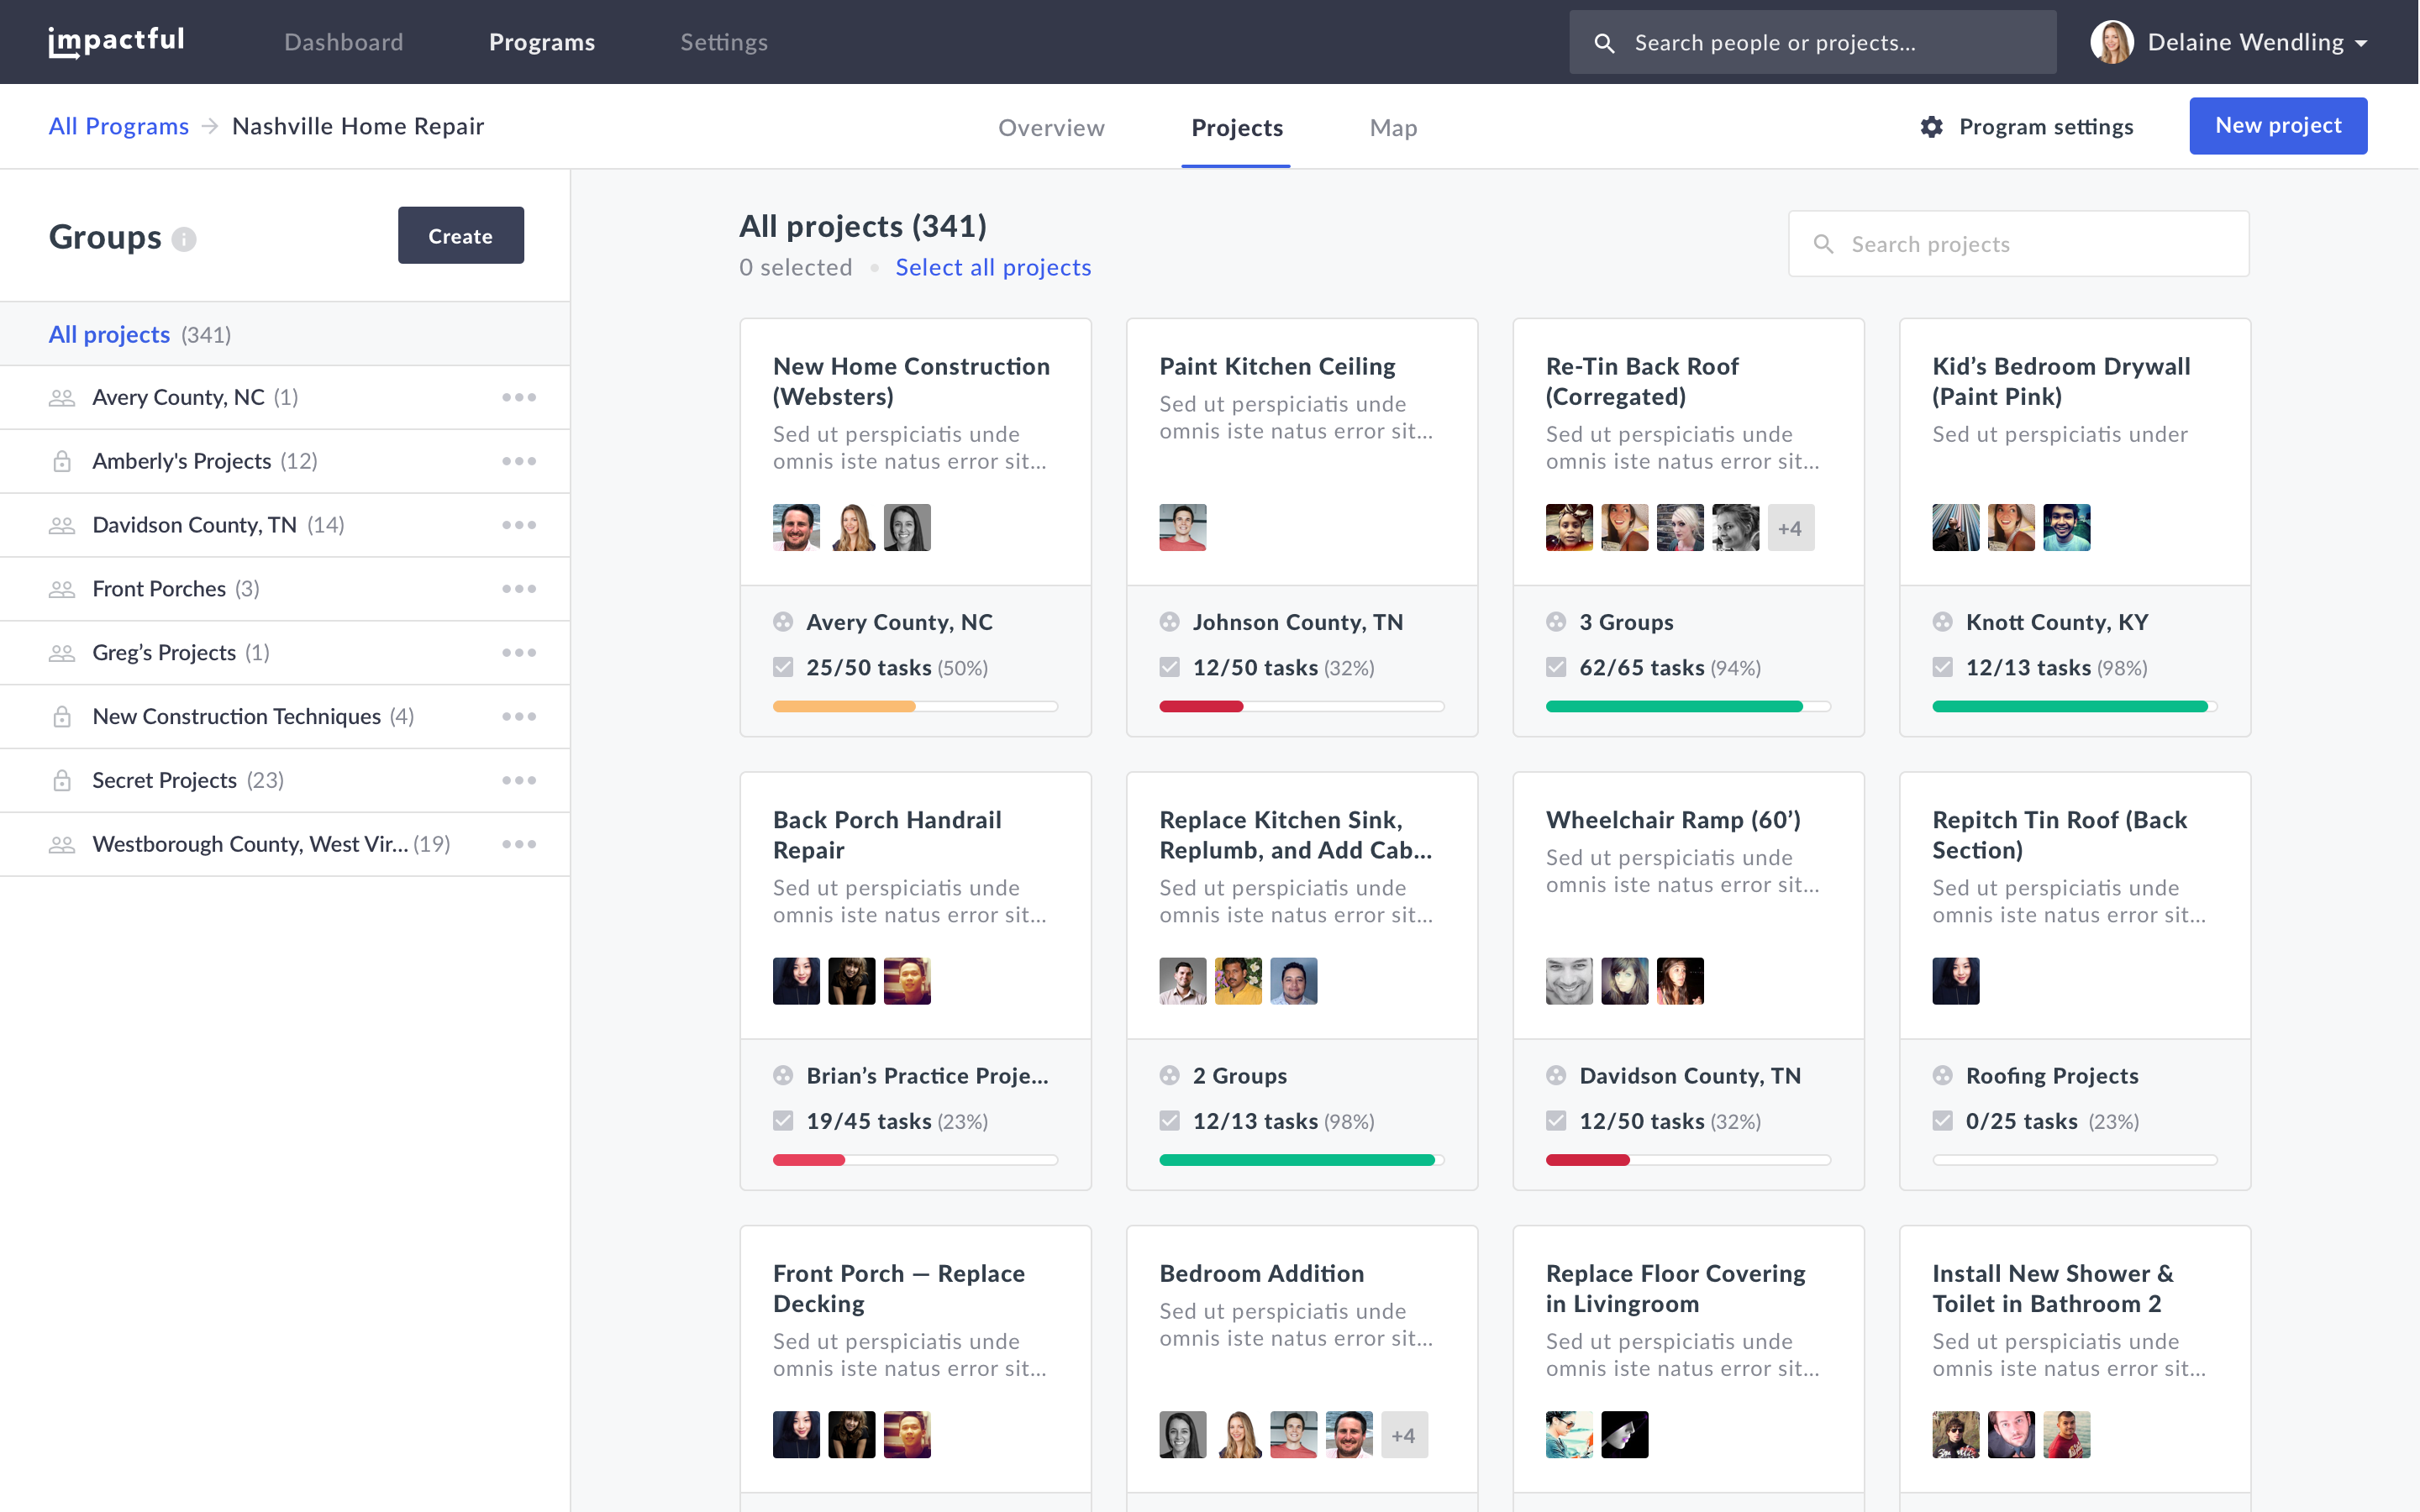 impactful
Dashboard
Programs
Settings
Search people or projects...
Delaine Wendling
All Programs
Nashville Home Repair
Overview
Projects
Map
Program settings
New project
Groups
Create
All projects (341)
Avery County, NC (1)
Amberly's Projects (12)
Davidson County, TN (14)
Front Porches (3)
Greg’s Projects (1)
New Construction Techniques (4)
Secret Projects (23)
Westborough County, West Vir... (19)
All projects (341)
0 selected
Select all projects
Search projects
New Home Construction
(Websters)
Sed ut perspiciatis unde
omnis iste natus error sit...
Avery County, NC
25/50 tasks (50%)
Paint Kitchen Ceiling
Sed ut perspiciatis unde
omnis iste natus error sit...
Johnson County, TN
12/50 tasks (32%)
Re-Tin Back Roof
(Corregated)
Sed ut perspiciatis unde
omnis iste natus error sit...
+4
3 Groups
62/65 tasks (94%)
Kid’s Bedroom Drywall
(Paint Pink)
Sed ut perspiciatis under
Knott County, KY
12/13 tasks (98%)
Back Porch Handrail
Repair
Sed ut perspiciatis unde
omnis iste natus error sit...
Brian’s Practice Proje...
19/45 tasks (23%)
Replace Kitchen Sink,
Replumb, and Add Cab...
Sed ut perspiciatis unde
omnis iste natus error sit...
2 Groups
12/13 tasks (98%)
Wheelchair Ramp (60’)
Sed ut perspiciatis unde
omnis iste natus error sit...
Davidson County, TN
12/50 tasks (32%)
Repitch Tin Roof (Back
Section)
Sed ut perspiciatis unde
omnis iste natus error sit...
Roofing Projects
0/25 tasks (23%)
Front Porch — Replace
Decking
Sed ut perspiciatis unde
omnis iste natus error sit...
Bedroom Addition
Sed ut perspiciatis unde
omnis iste natus error sit...
+4
Replace Floor Covering
in Livingroom
Sed ut perspiciatis unde
omnis iste natus error sit...
Install New Shower &
Toilet in Bathroom 2
Sed ut perspiciatis unde
omnis iste natus error sit...